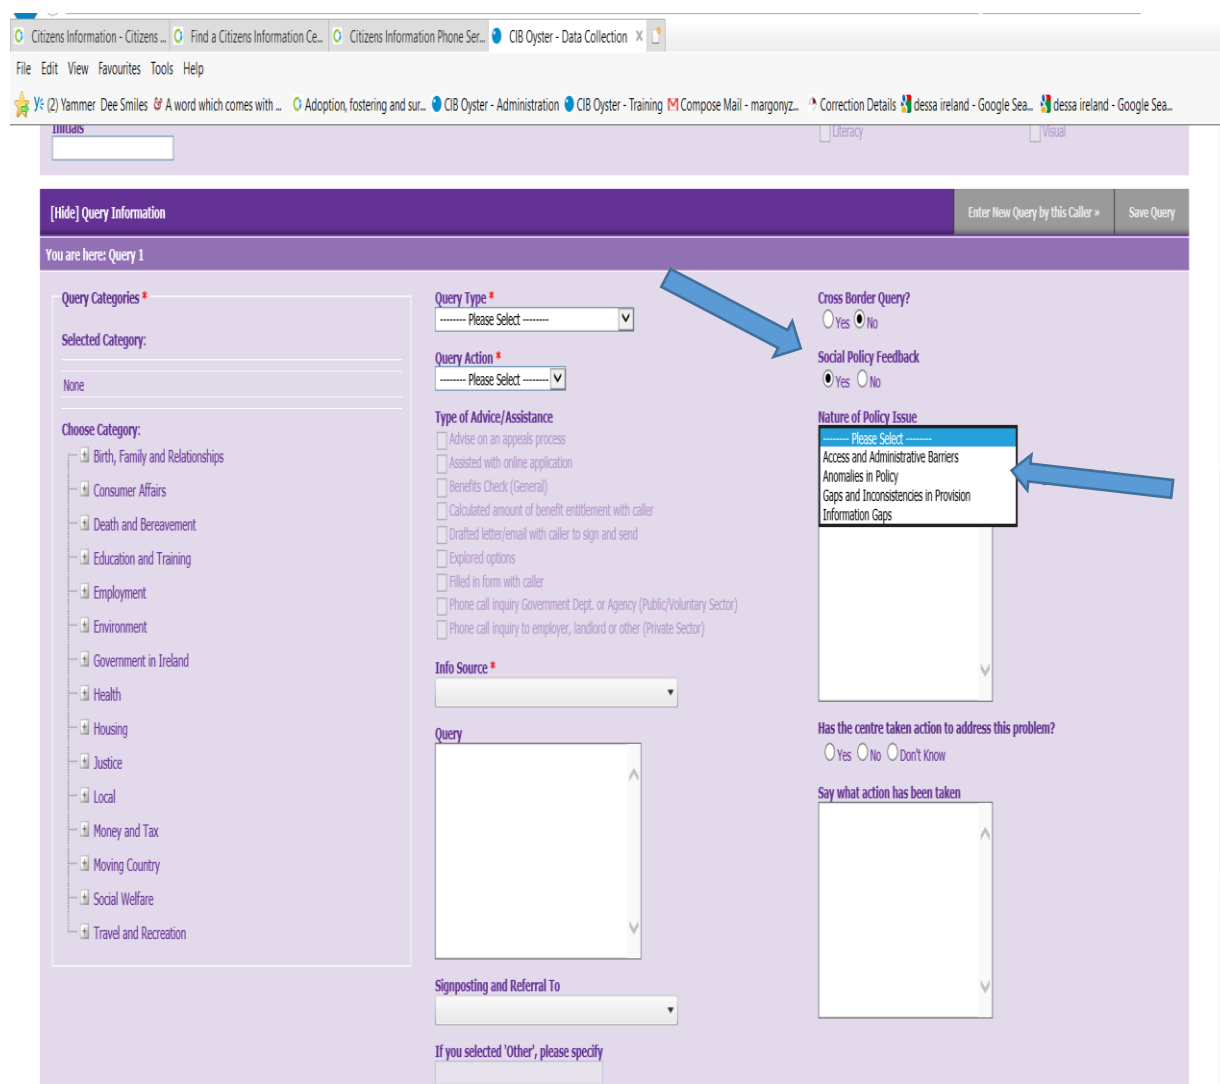 Citizens Information - Citizens ... Find a Citizens Information Ce... Citizens Information Phone Ser... CIB Oyster - Data Collection ×
File Edit View Favourites Tools Help
(2) Yammer Dee Smiles A word which comes with ... Adoption, fostering and sur... CIB Oyster - Administration CIB Oyster - Training Compose Mail - margonyz... Correction Details dessa ireland - Google Sea... dessa ireland - Google Sea...
Initials
Literacy Visual
[Hide] Query Information Enter New Query by this Caller » Save Query
You are here: Query 1
Query Categories *
Selected Category:
None
Choose Category:
Birth, Family and Relationships
Consumer Affairs
Death and Bereavement
Education and Training
Employment
Environment
Government in Ireland
Health
Housing
Justice
Local
Money and Tax
Moving Country
Social Welfare
Travel and Recreation
Query Type *
-------- Please Select --------
Query Action *
-------- Please Select --------
Type of Advice/Assistance
Advise on an appeals process
Assisted with online application
Benefits Check (General)
Calculated amount of benefit entitlement with caller
Drafted letter/email with caller to sign and send
Explored options
Filled in form with caller
Phone call inquiry Government Dept. or Agency (Public/Voluntary Sector)
Phone call inquiry to employer, landlord or other (Private Sector)
Info Source *
Query
Signposting and Referral To
If you selected 'Other', please specify
Cross Border Query?
Yes No
Social Policy Feedback
Yes No
Nature of Policy Issue
-------- Please Select --------
Access and Administrative Barriers
Anomalies in Policy
Gaps and Inconsistencies in Provision
Information Gaps
Has the centre taken action to address this problem?
Yes No Don't Know
Say what action has been taken